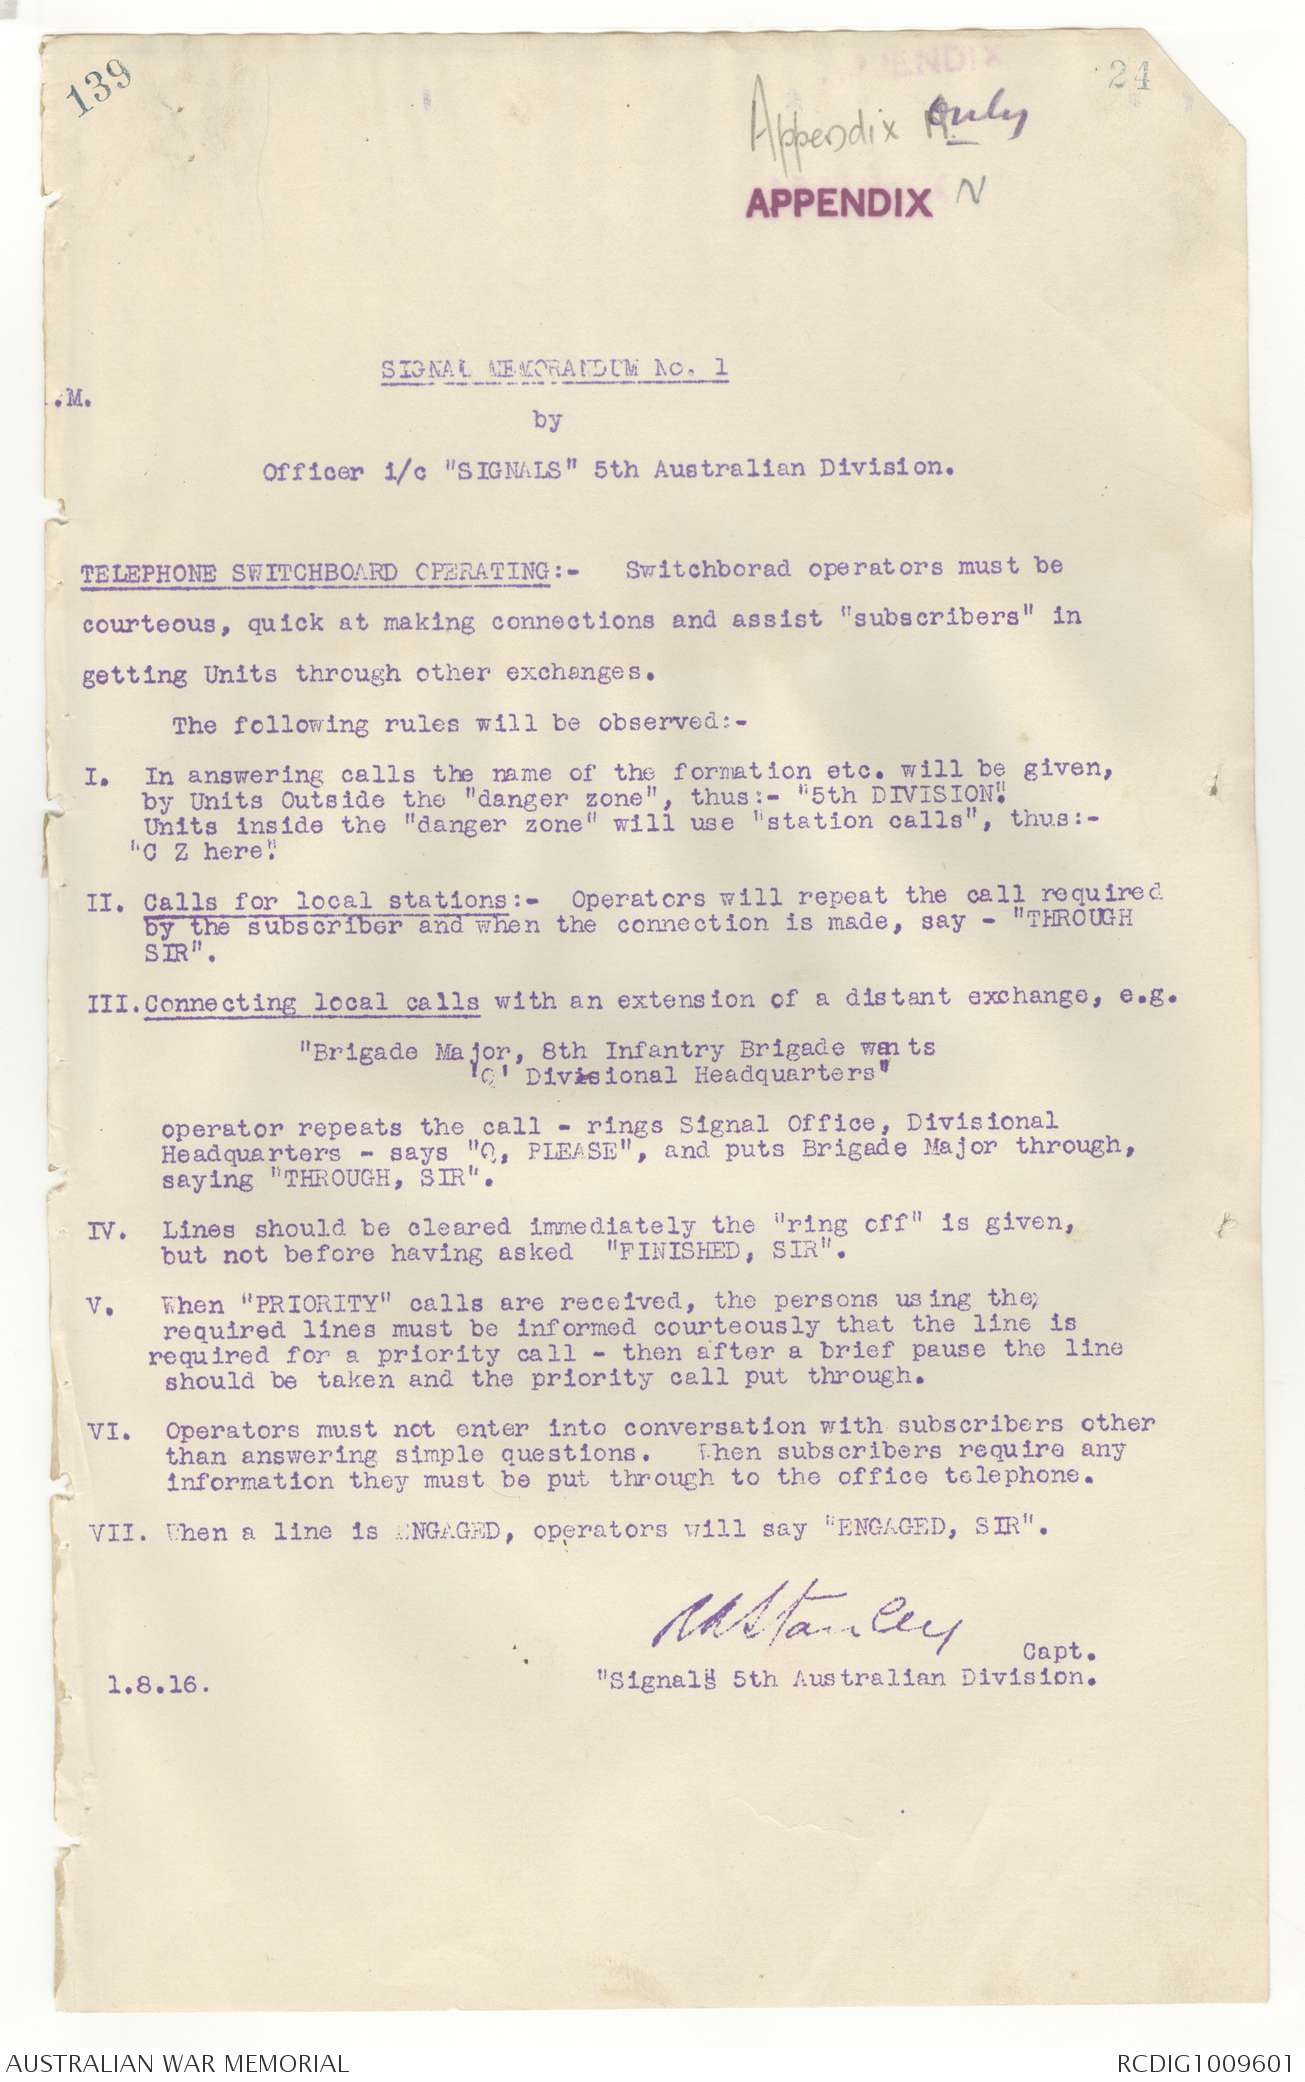 139
24
APPENDIX
Appendix
only
APPENDIX N
SIGNAL MEMORANDUM No. 1
.M.
by
Officer i/c "SIGNALS" 5th Australian Division.
TELEPHONE SWITCHBOARD OPERATING:- Switchborad operators must be
courteous, quick at making connections and assist "subscribers" in
getting Units through other exchanges.
The following rules will be observed:-
I. In answering calls the name of the formation etc. will be given,
by Units Outside the "danger zone", thus:- "5th DIVISION".
Units inside the "danger zone" will use "station calls", thus:-
"C Z here".
II. Calls for local stations:- Operators will repeat the call required
by the subscriber and when the connection is made, say - "THROUGH
SIR".
III. Connecting local calls with an extension of a distant exchange, e.g.
"Brigade Major, 8th Infantry Brigade wants
'Q' Divisional Headquarters"
operator repeats the call - rings Signal Office, Divisional
Headquarters - says "Q, PLEASE", and puts Brigade Major through,
saying "THROUGH, SIR".
IV. Lines should be cleared immediately the "ring off" is given,
but not before having asked "FINISHED, SIR".
V. When "PRIORITY" calls are received, the persons using the
required lines must be informed courteously that the line is
required for a priority call - then after a brief pause the line
should be taken and the priority call put through.
VI. Operators must not enter into conversation with subscribers other
than answering simple questions. When subscribers require any
information they must be put through to the office telephone.
VII. When a line is ENGAGED, operators will say "ENGAGED, SIR".
Stanley
Capt.
1.8.16.
"Signals" 5th Australian Division.
AUSTRALIAN WAR MEMORIAL
RCDIG1009601